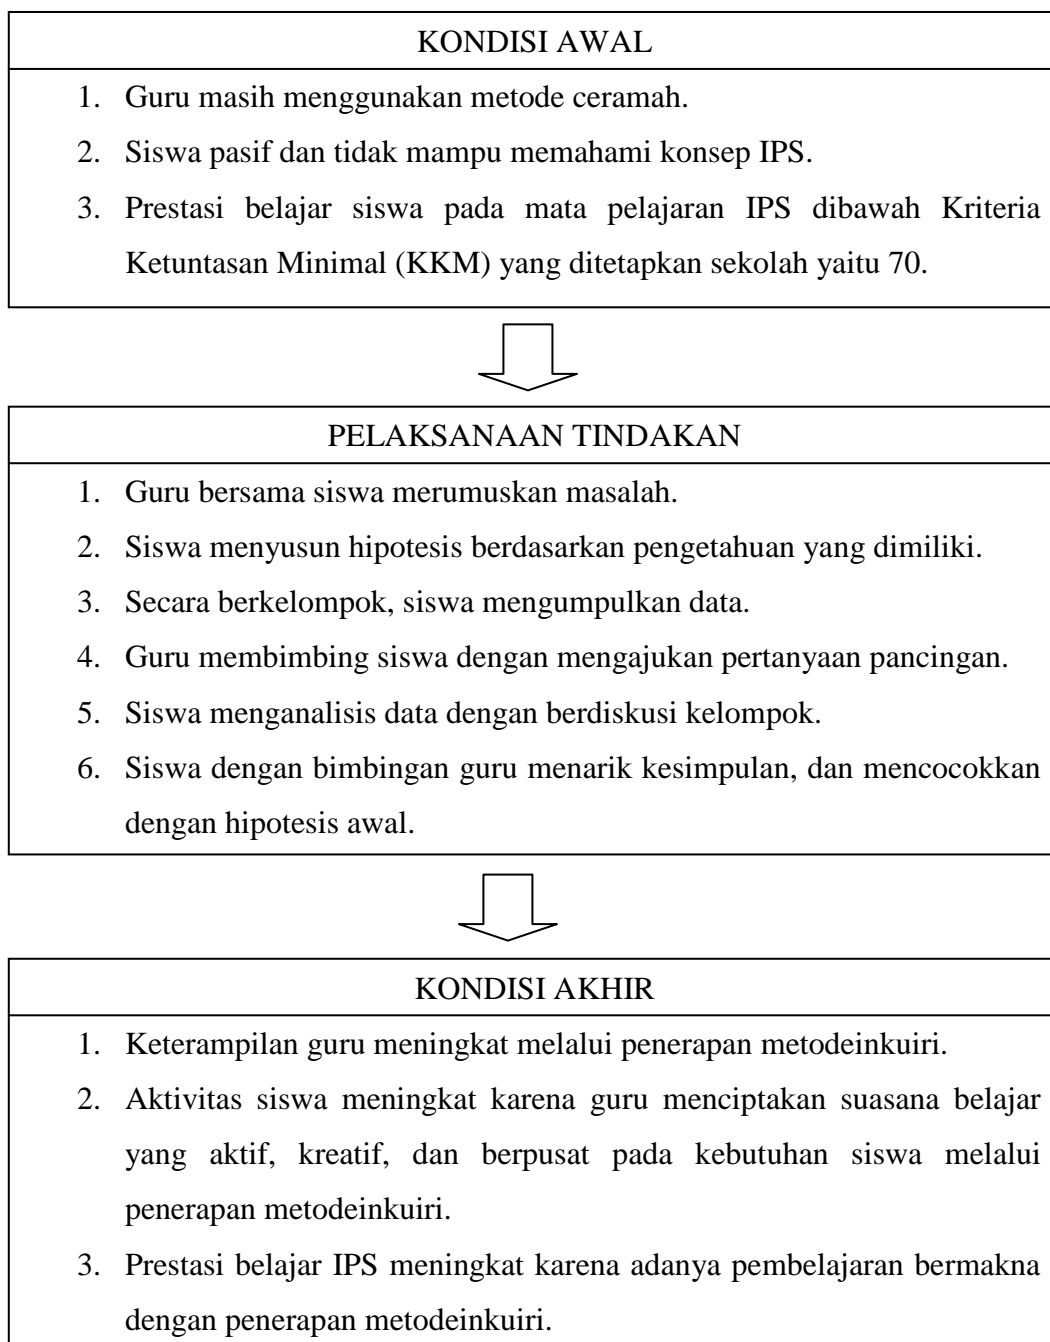 KONDISI AWAL
1. Guru masih menggunakan metode ceramah.
2. Siswa pasif dan tidak mampu memahami konsep IPS.
3. Prestasi belajar siswa pada mata pelajaran IPS dibawah Kriteria
Ketuntasan Minimal (KKM) yang ditetapkan sekolah yaitu 70.
PELAKSANAAN TINDAKAN
1. Guru bersama siswa merumuskan masalah.
2. Siswa menyusun hipotesis berdasarkan pengetahuan yang dimiliki.
3. Secara berkelompok, siswa mengumpulkan data.
4. Guru membimbing siswa dengan mengajukan pertanyaan pancingan.
5. Siswa menganalisis data dengan berdiskusi kelompok.
6. Siswa dengan bimbingan guru menarik kesimpulan, dan mencocokkan
dengan hipotesis awal.
KONDISI AKHIR
1. Keterampilan guru meningkat melalui penerapan metodeinkuiri.
2. Aktivitas siswa meningkat karena guru menciptakan suasana belajar
yang aktif, kreatif, dan berpusat pada kebutuhan siswa melalui
penerapan metodeinkuiri.
3. Prestasi belajar IPS meningkat karena adanya pembelajaran bermakna
dengan penerapan metodeinkuiri.